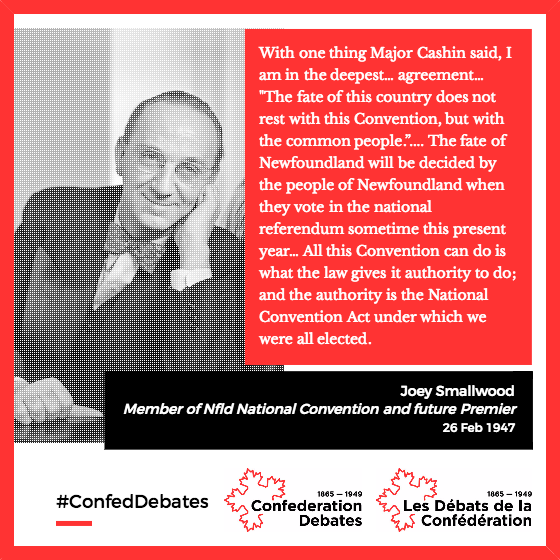 With one thing Major Cashin said, I
am in the deepest... agreement...
"The fate of this country does not
rest with this Convention, but with
the common people.”.... The fate of
Newfoundland will be decided by
the people of Newfoundland when
they vote in the national
referendum sometime this present
year... All this Convention can do is
what the law gives it authority to do;
and the authority is the National
Convention Act under which we
were all elected.
Joey Smallwood
Member of Nfld National Convention and future Premier
26 Feb 1947
#ConfedDebates
1865 — 1949
Confederation
Debates
1865 — 1949
Les Débats de la
Confédération